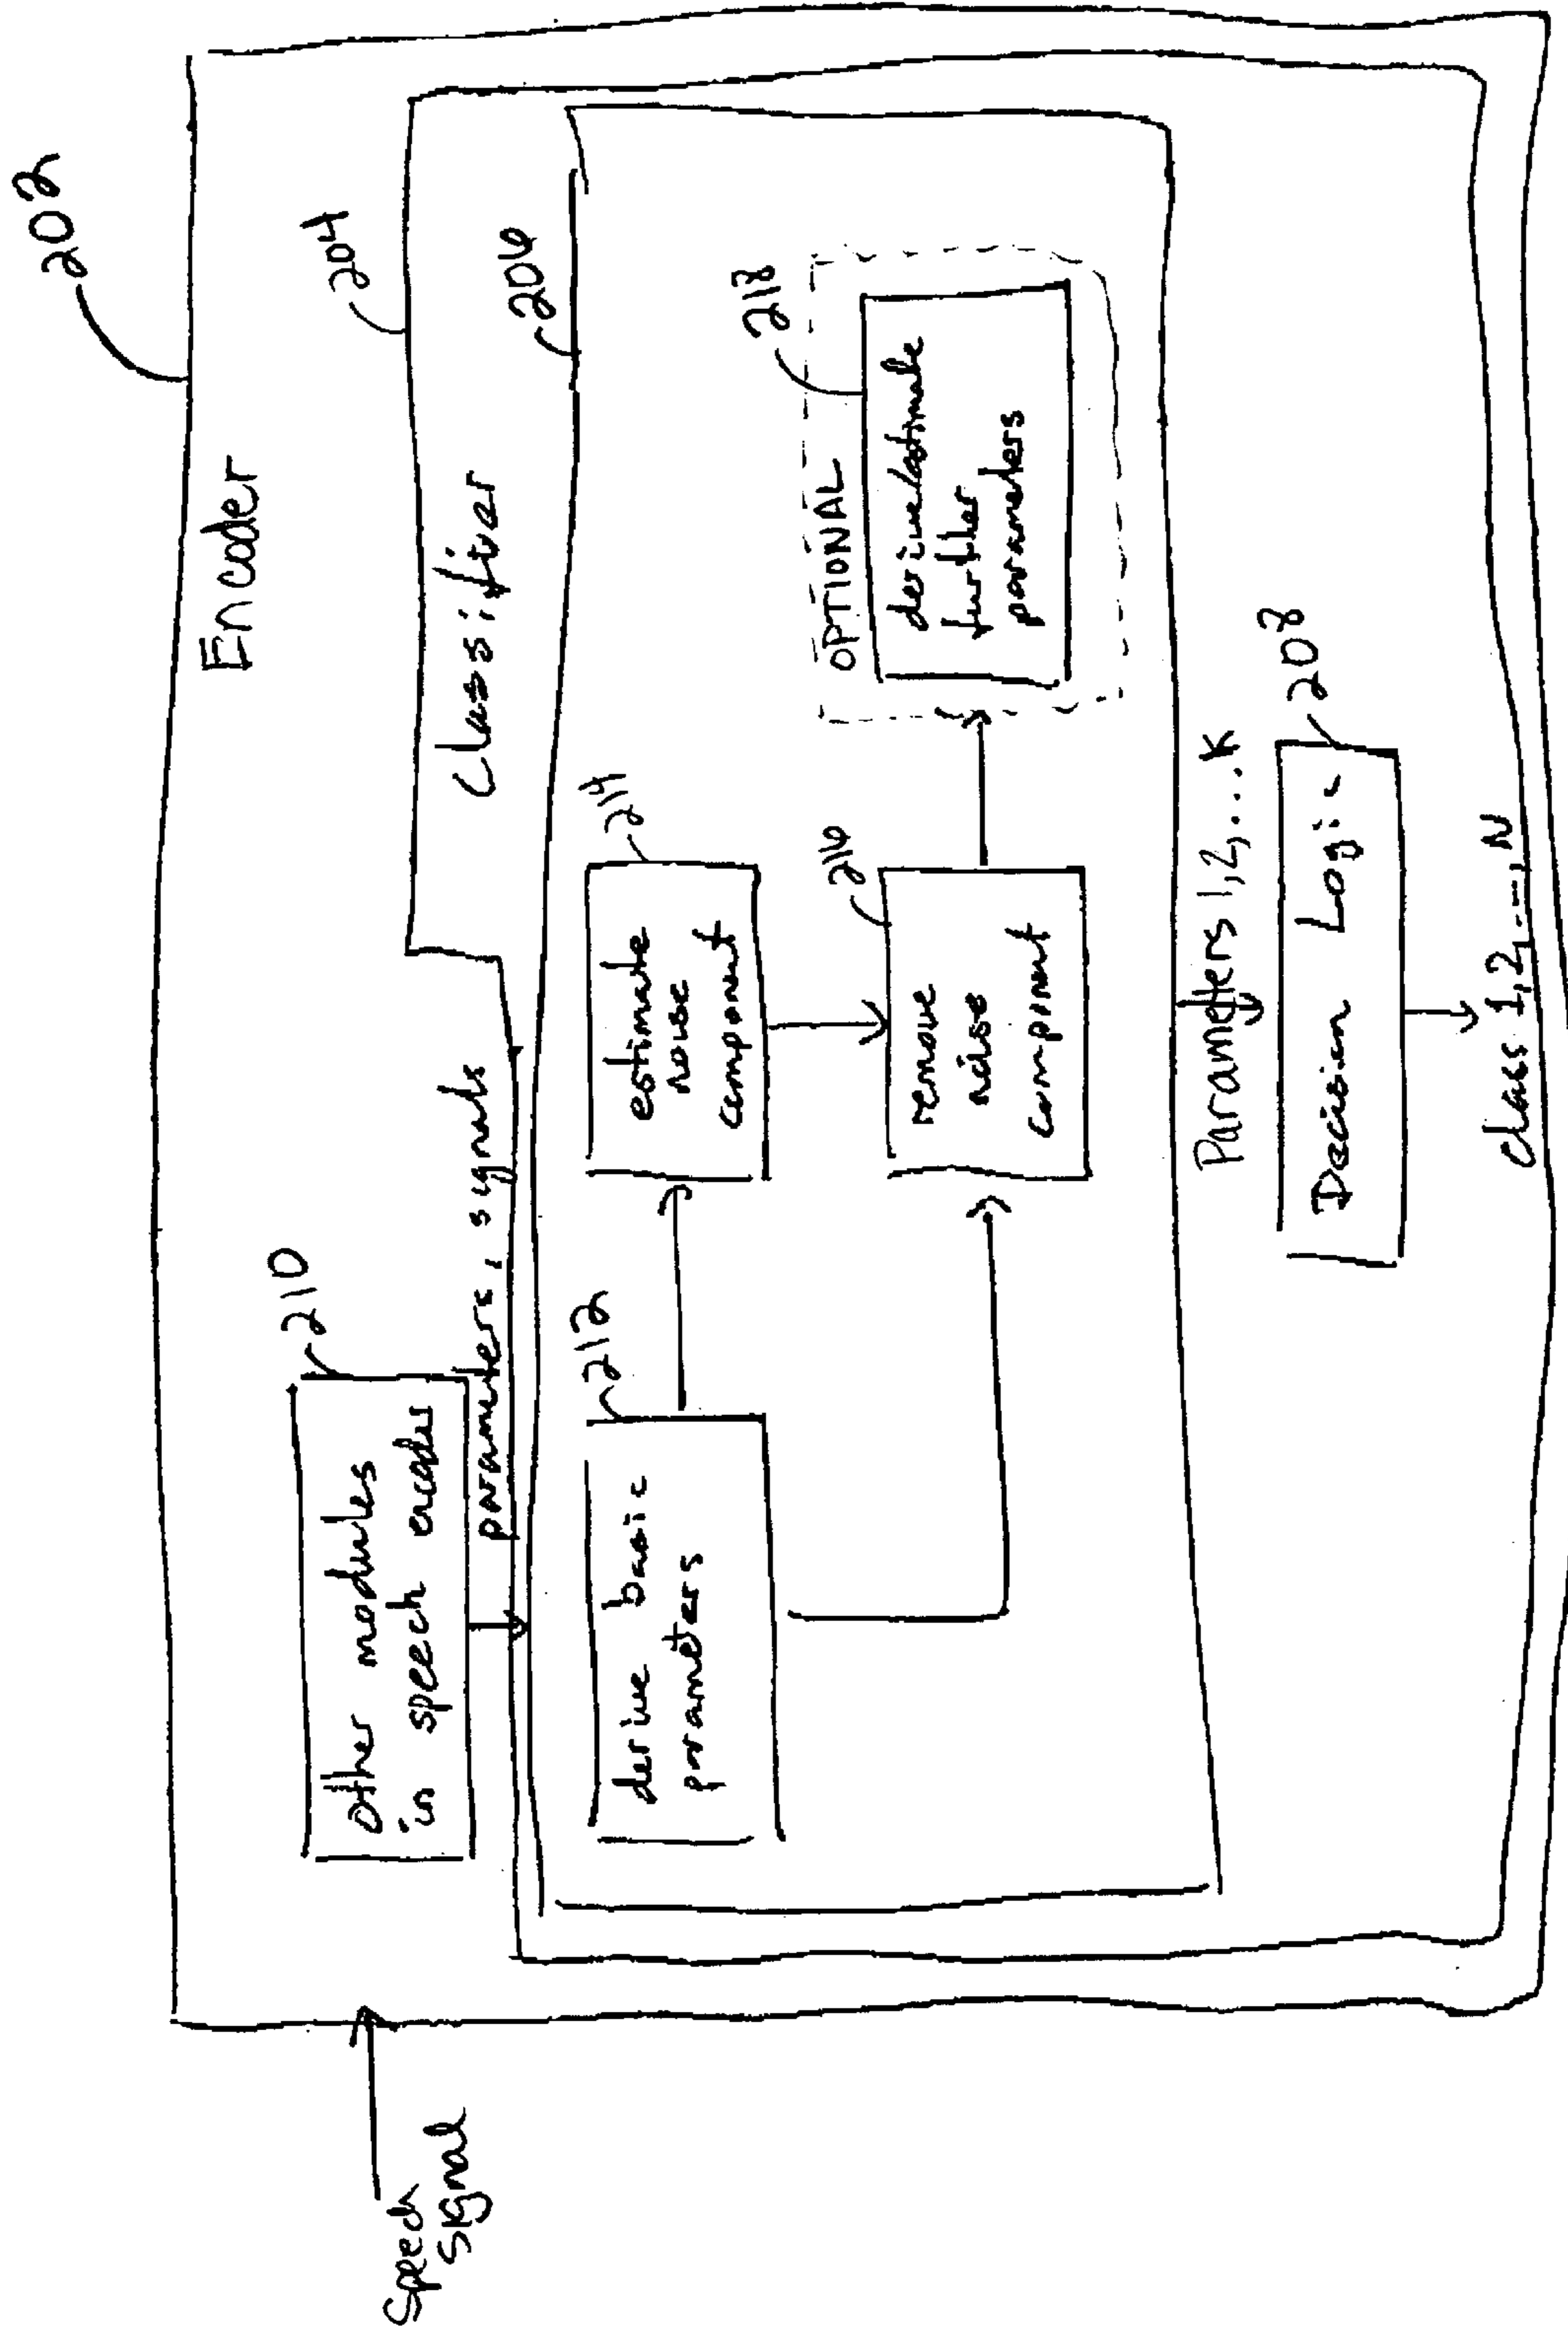 202
Encoder
204
Classifier
206
210
Other modules
in speech encoder
parameters, signals
Speech
signal
212
derive basic
parameters
214
estimate
noise
component
216
remove
noise
component
218
OPTIONAL
derive/estimate
further
parameters
Parameters 1,2,....K
208
Decision Logic
class 1,2,---,N